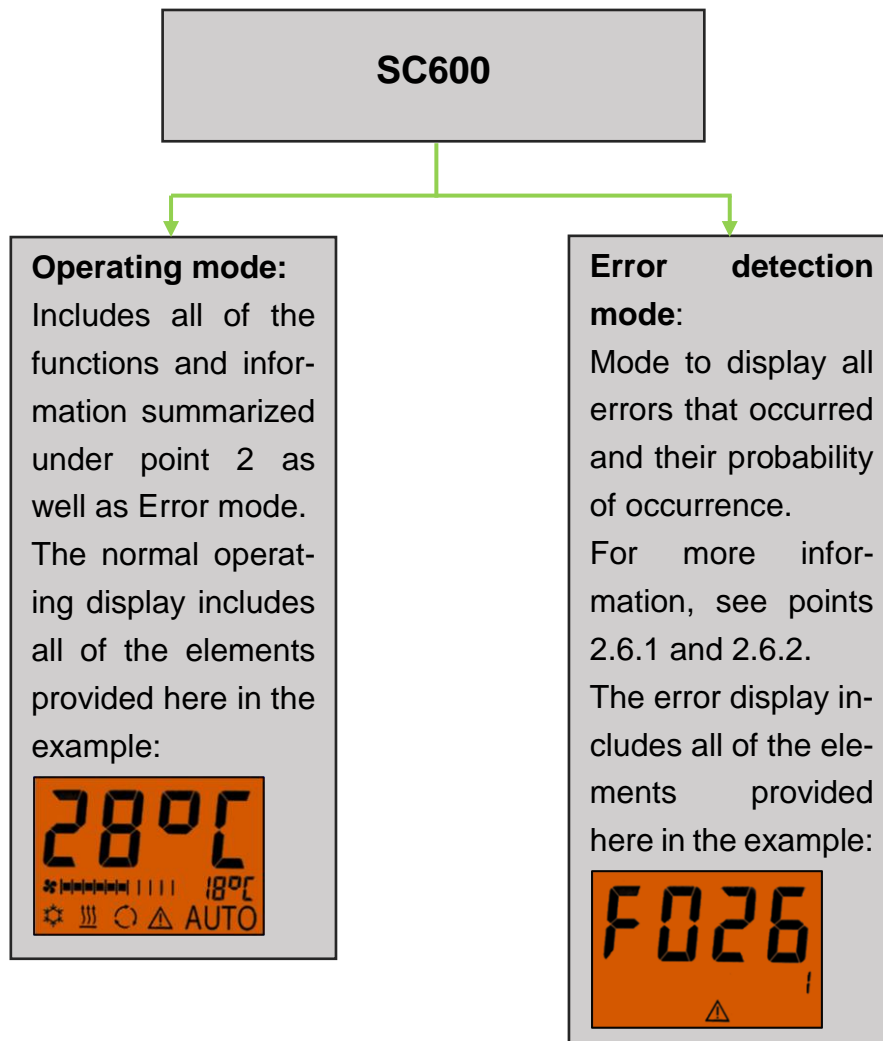 SC600
Operating mode:
Includes all of the
functions and infor-
mation summarized
under point 2 as
well as Error mode.
The normal operat-
ing display includes
all of the elements
provided here in the
example:
28°C
18°C
AUTO
Error detection
mode:
Mode to display all
errors that occurred
and their probability
of occurrence.
For more infor-
mation, see points
2.6.1 and 2.6.2.
The error display in-
cludes all of the ele-
ments provided
here in the example:
F026
1